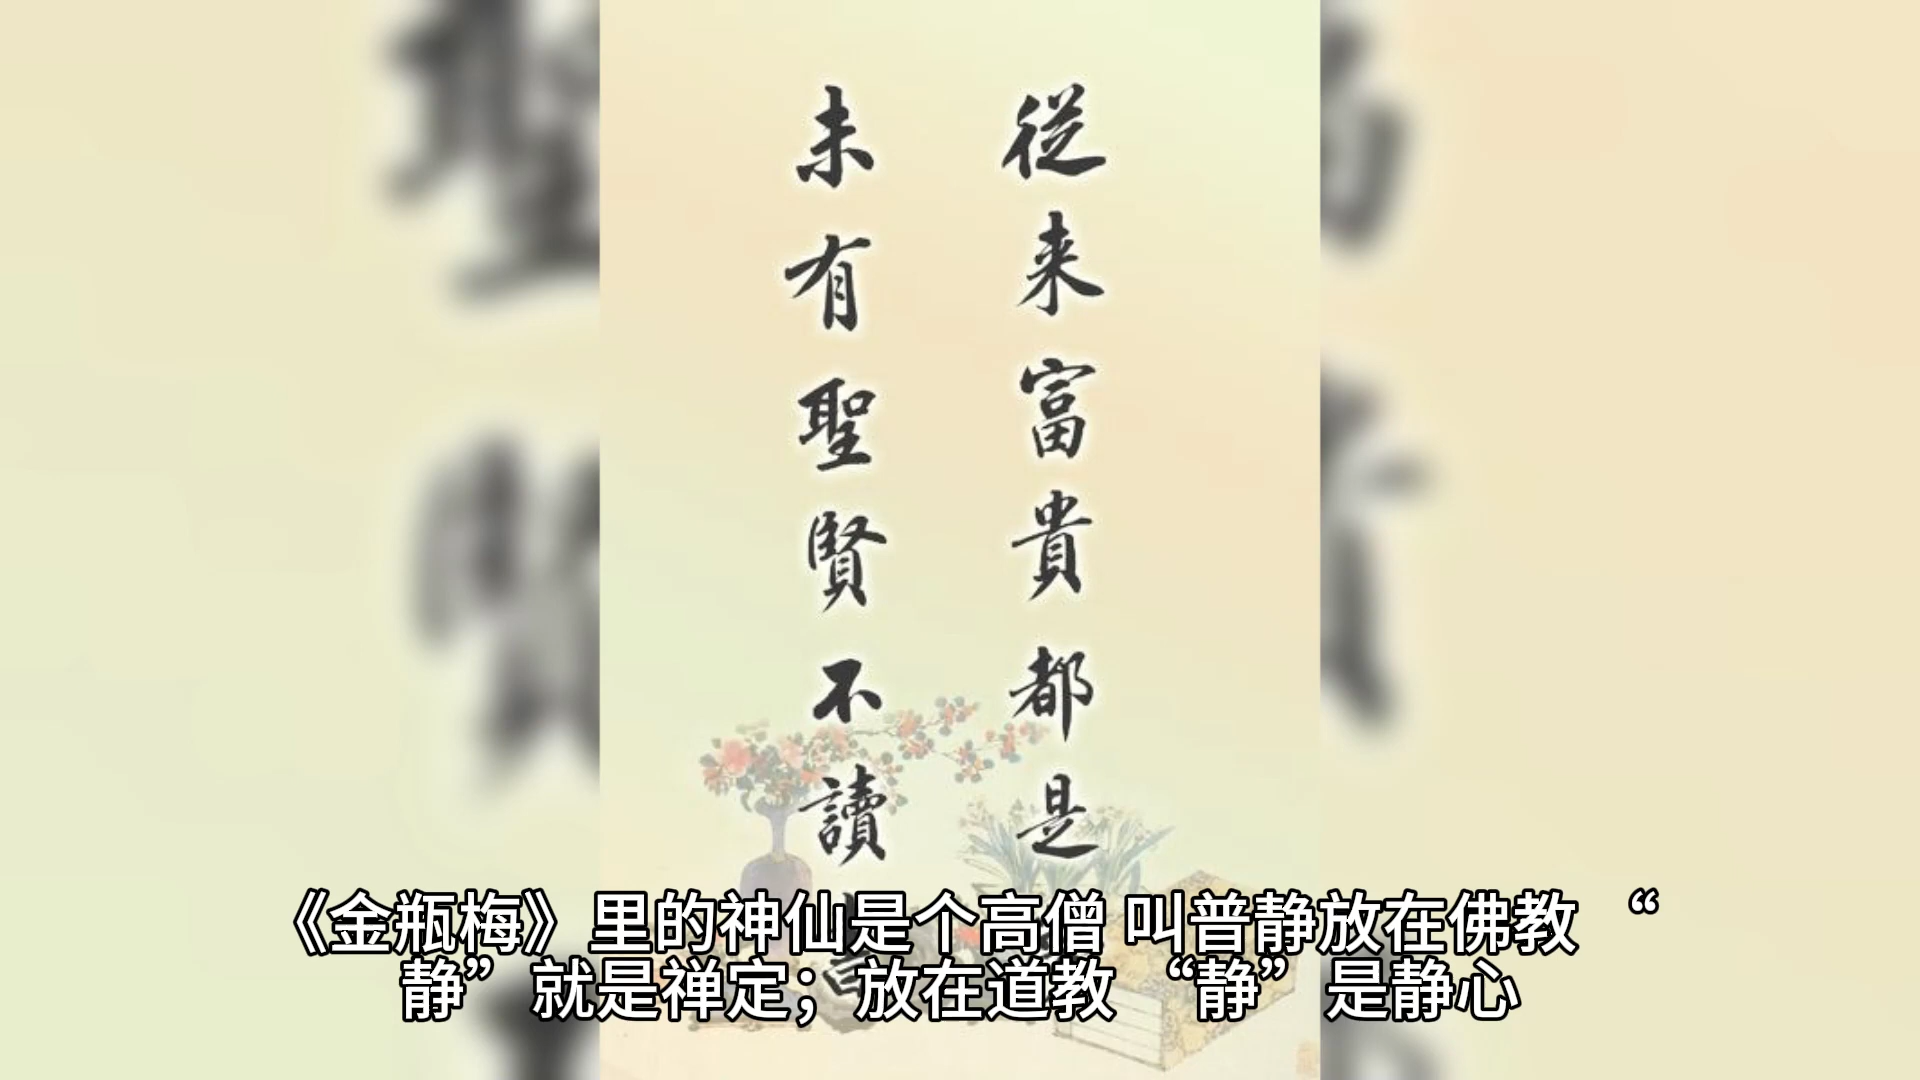 從来富貴都是
未有聖賢不讀書
《金瓶梅》里的神仙是个高僧 叫普静放在佛教 “
静”就是禅定；放在道教 “静”是静心